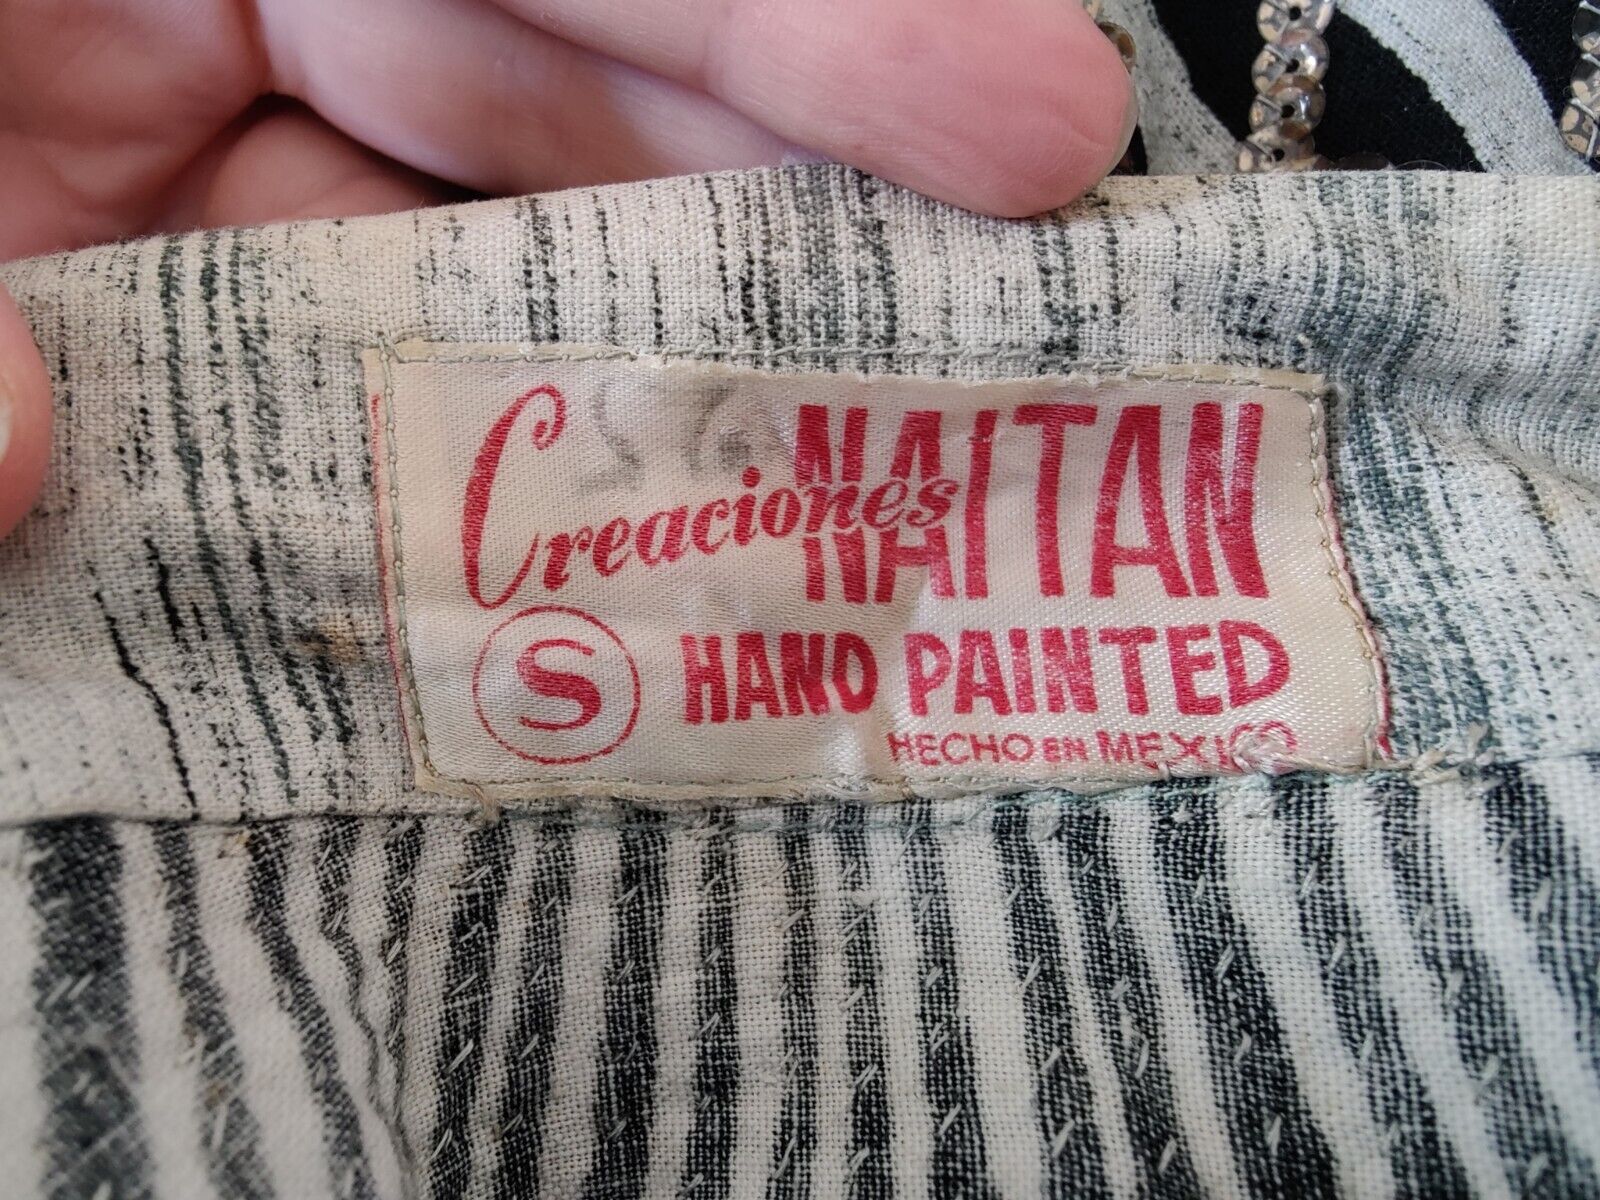 Creaciones NAITAN
S HAND PAINTED
HECHO EN MEXICO